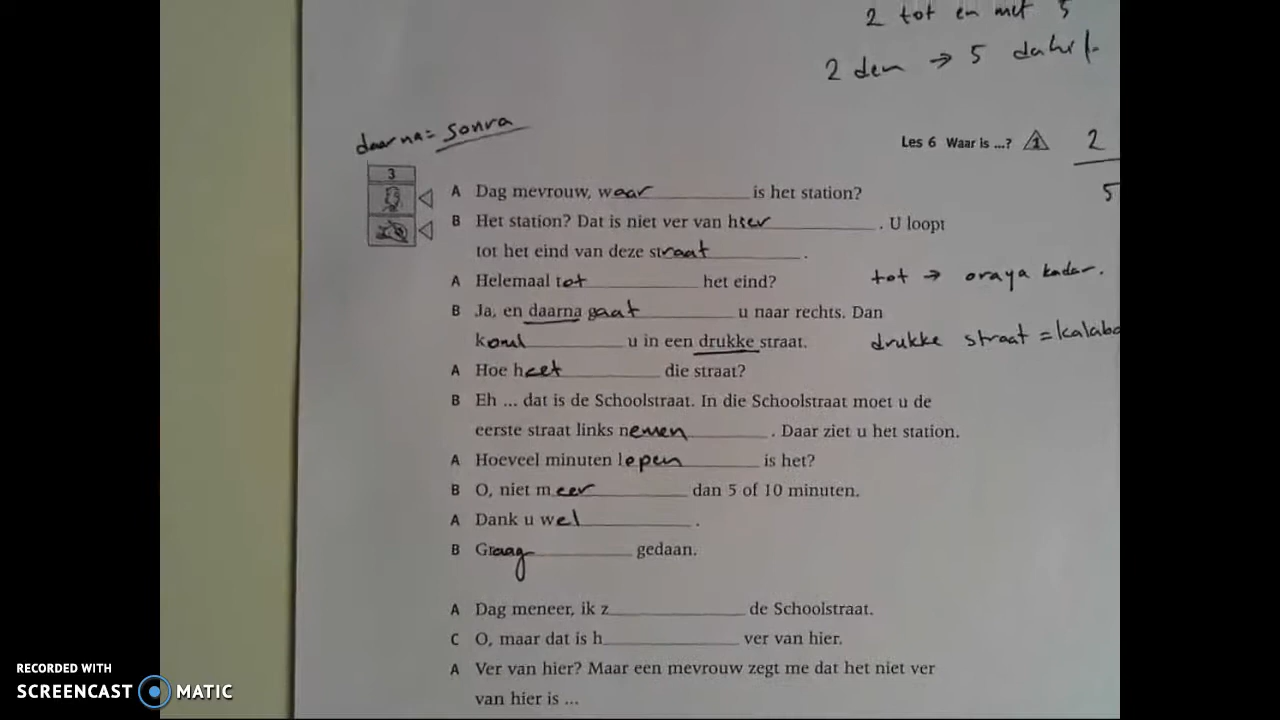 2 tot en met 5
2 den → 5 dahil
daarna = sonra
Les 6 Waar is ...? 1
2
5
3
A Dag mevrouw, waar is het station?
B Het station? Dat is niet ver van hier. U loopt
tot het eind van deze straat.
A Helemaal tot het eind?
tot → oraya kadar.
B Ja, en daarna gaat u naar rechts. Dan
komt u in een drukke straat.
drukke straat =
A Hoe heet die straat?
B Eh ... dat is de Schoolstraat. In die Schoolstraat moet u de
eerste straat links nemen. Daar ziet u het station.
A Hoeveel minuten lopen is het?
B O, niet meer dan 5 of 10 minuten.
A Dank u wel.
B Graag gedaan.
A Dag meneer, ik z__________ de Schoolstraat.
C O, maar dat is h__________ ver van hier.
A Ver van hier? Maar een mevrouw zegt me dat het niet ver
van hier is ...
RECORDED WITH
SCREENCAST MATIC